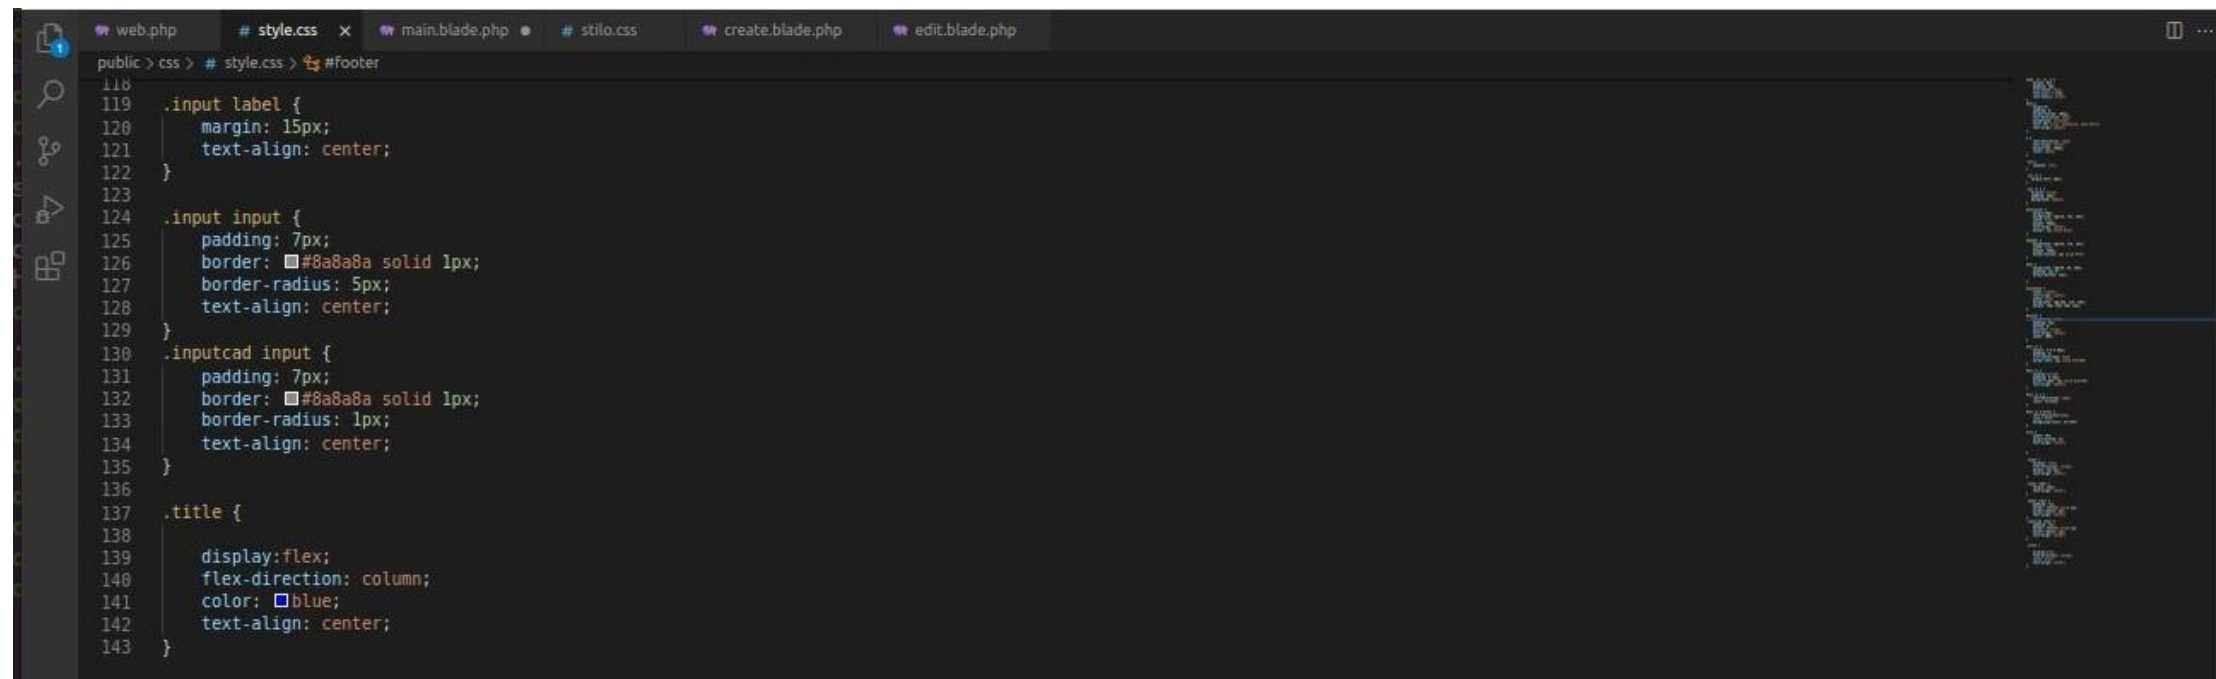 web.php # style.css × main.blade.php ● # stilo.css create.blade.php edit.blade.php ...
1
public > css > # style.css > #footer
118
119 .input label {
120 margin: 15px;
121 text-align: center;
122 }
123
124 .input input {
125 padding: 7px;
126 border: #8a8a8a solid 1px;
127 border-radius: 5px;
128 text-align: center;
129 }
130 .inputcad input {
131 padding: 7px;
132 border: #8a8a8a solid 1px;
133 border-radius: 1px;
134 text-align: center;
135 }
136
137 .title {
138
139 display:flex;
140 flex-direction: column;
141 color: blue;
142 text-align: center;
143 }